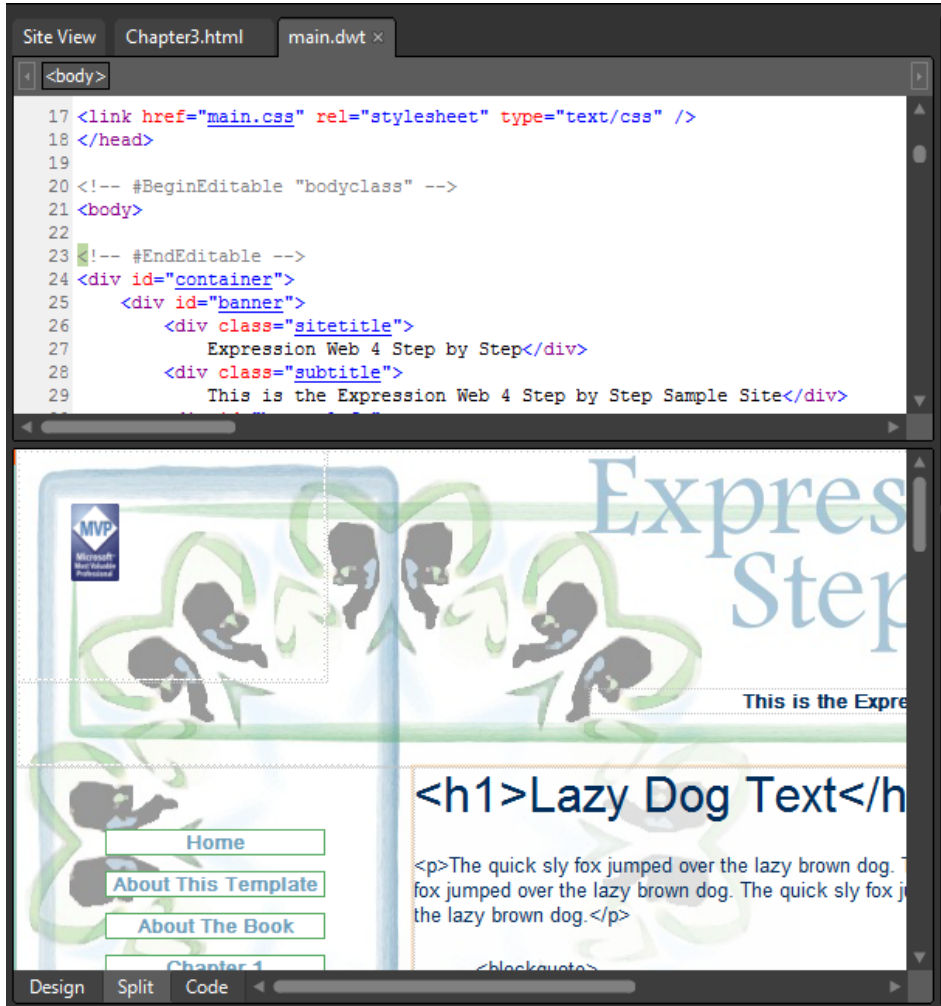 Site View Chapter3.html main.dwt ×
<body>
17 <link href="main.css" rel="stylesheet" type="text/css" />
18 </head>
19
20 <!-- #BeginEditable "bodyclass" -->
21 <body>
22
23 <!-- #EndEditable -->
24 <div id="container">
25 <div id="banner">
26 <div class="sitetitle">
27 Expression Web 4 Step by Step</div>
28 <div class="subtitle">
29 This is the Expression Web 4 Step by Step Sample Site</div>
Expres
MVP
Microsoft
Most Valuable
Professional
Step
This is the Expre
<h1>Lazy Dog Text</h
Home
About This Template
About The Book
Chapter 1
<p>The quick sly fox jumped over the lazy brown dog.
fox jumped over the lazy brown dog. The quick sly fox
the lazy brown dog.</p>
<blockquote>
Design Split Code